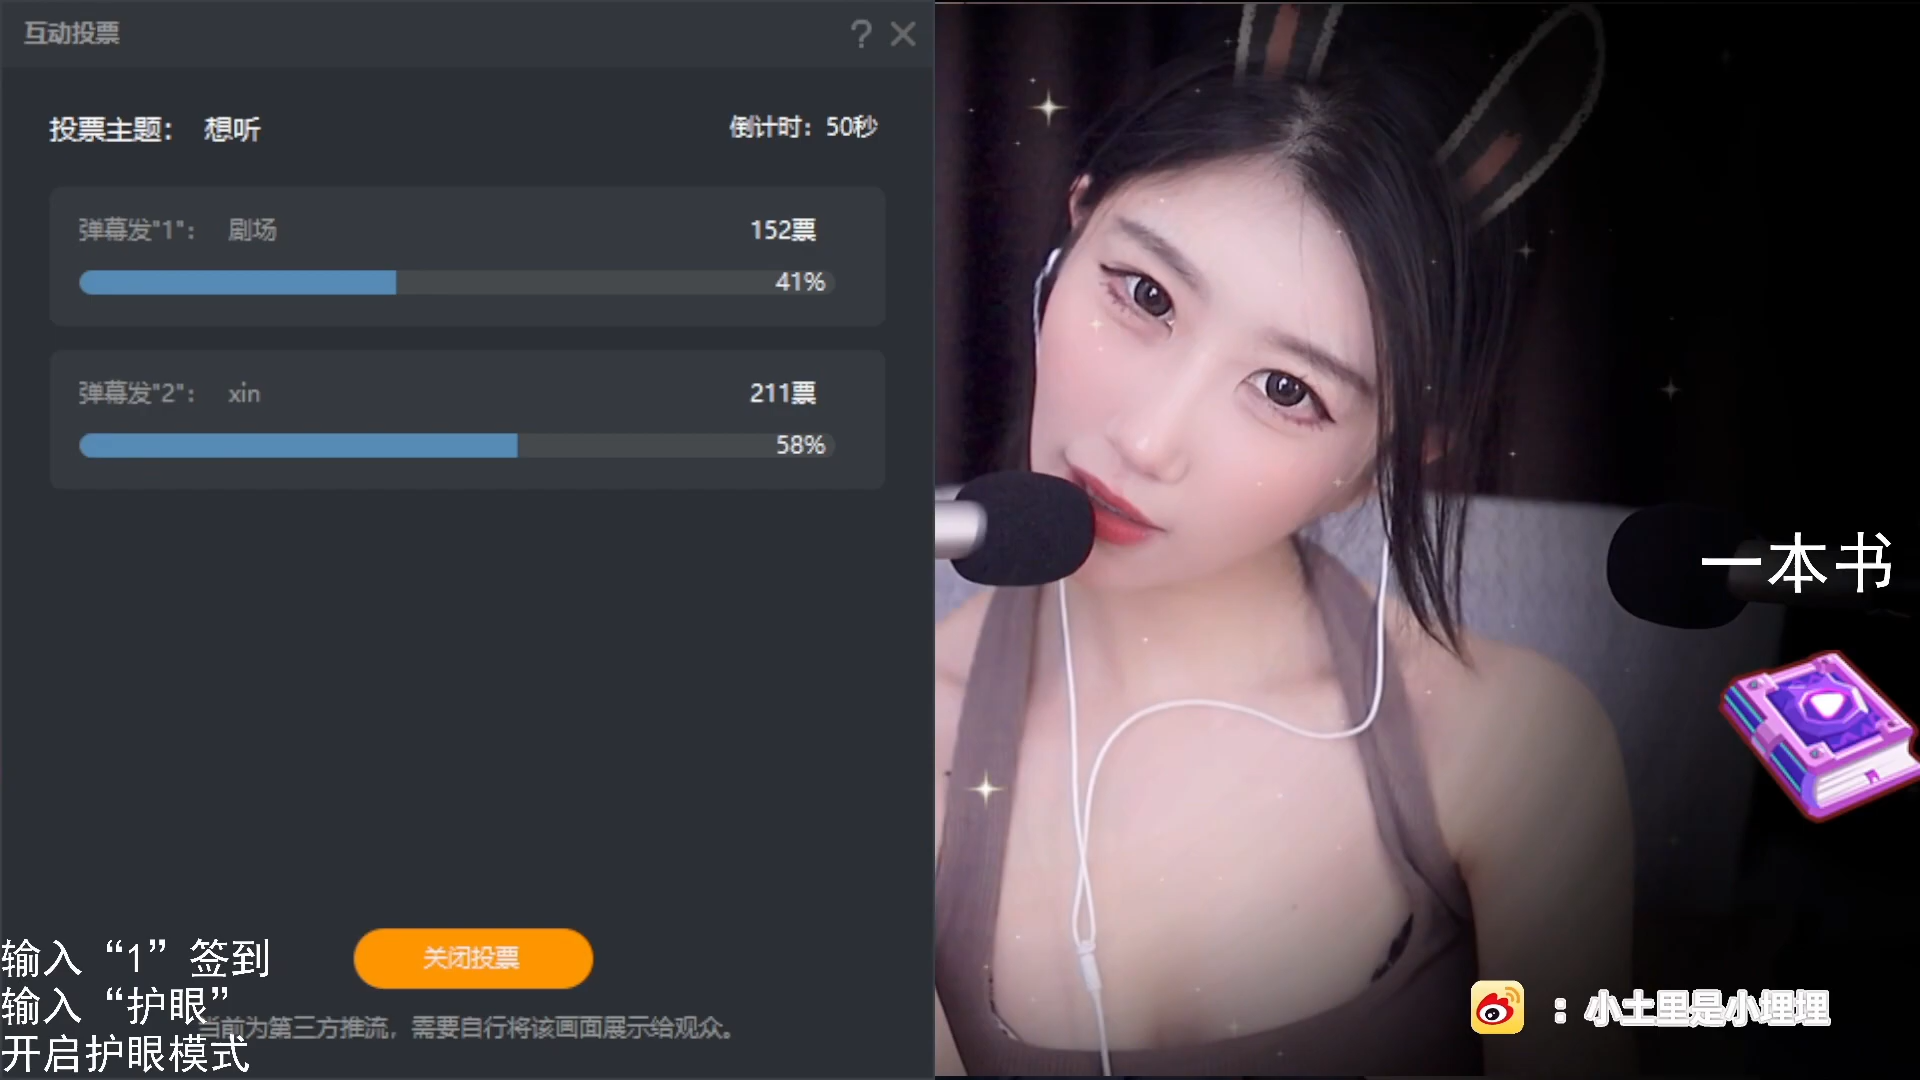 互动投票
投票主题： 想听
倒计时：50秒
弹幕发"1"： 剧场
152票
41%
弹幕发"2"： xin
211票
58%
一本书
关闭投票
当前为第三方推流，需要自行将该画面展示给观众。
输入“1”签到
输入“护眼”
开启护眼模式
：小土里是小埋埋